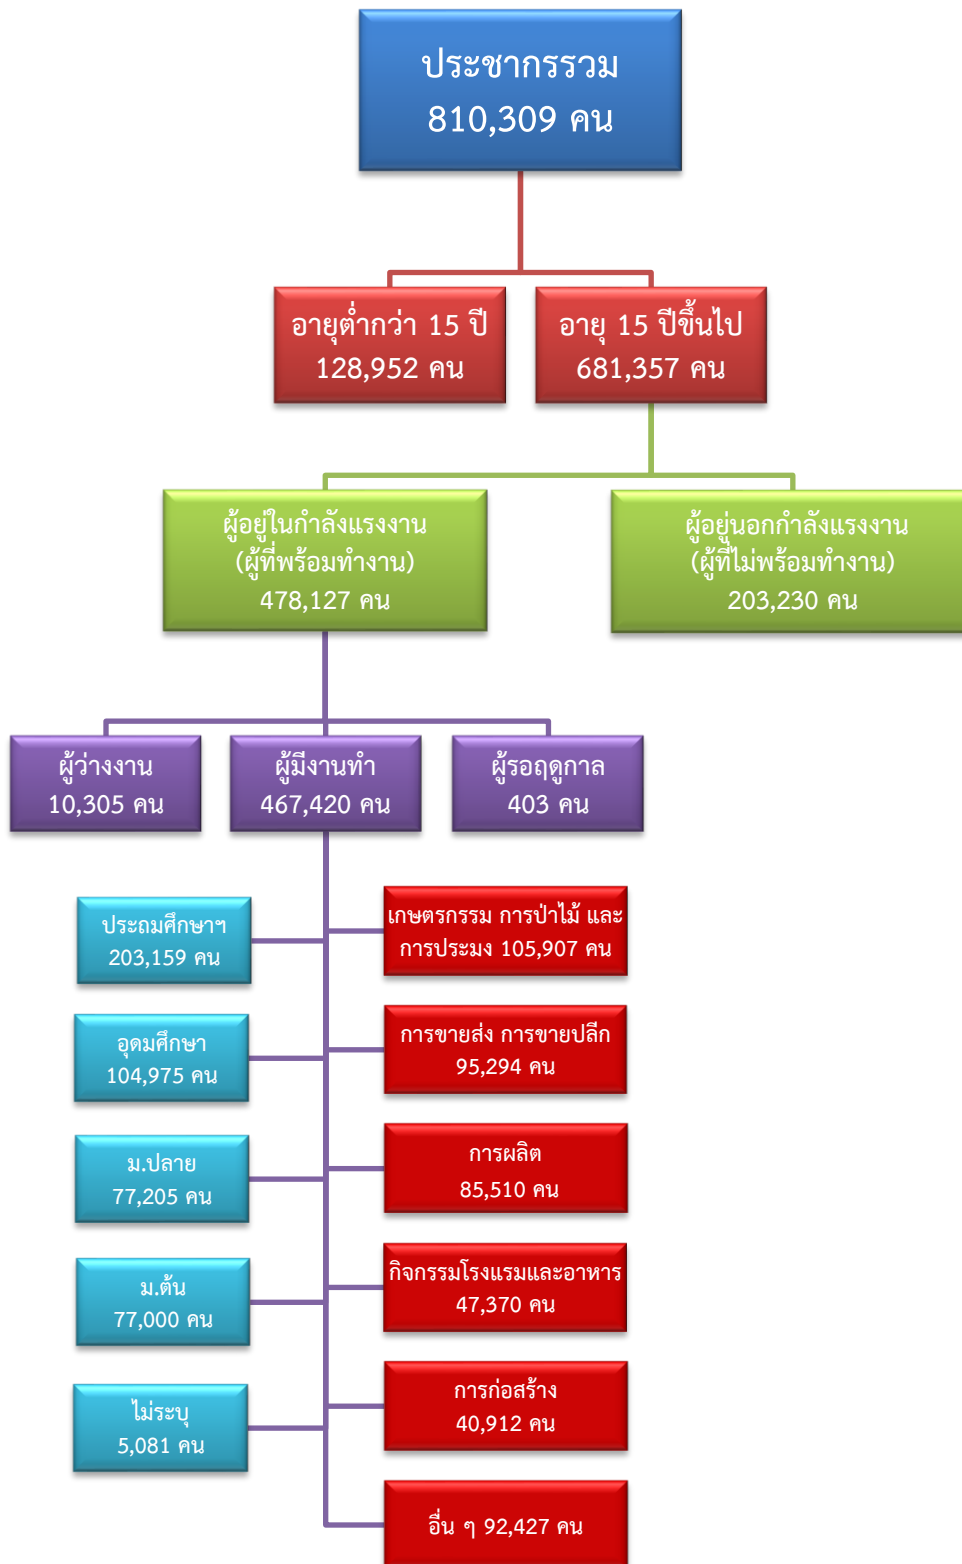 ประชากรรวม
810,309 คน
อายุต่ำกว่า 15 ปี
128,952 คน
อายุ 15 ปีขึ้นไป
681,357 คน
ผู้อยู่ในกำลังแรงงาน
(ผู้ที่พร้อมทำงาน)
478,127 คน
ผู้อยู่นอกกำลังแรงงาน
(ผู้ที่ไม่พร้อมทำงาน)
203,230 คน
ผู้ว่างงาน
10,305 คน
ผู้มีงานทำ
467,420 คน
ผู้รอฤดูกาล
403 คน
ประถมศึกษาฯ
203,159 คน
อุดมศึกษา
104,975 คน
ม.ปลาย
77,205 คน
ม.ต้น
77,000 คน
ไม่ระบุ
5,081 คน
เกษตรกรรม การป่าไม้ และ
การประมง 105,907 คน
การขายส่ง การขายปลีก
95,294 คน
การผลิต
85,510 คน
กิจกรรมโรงแรมและอาหาร
47,370 คน
การก่อสร้าง
40,912 คน
อื่น ๆ 92,427 คน